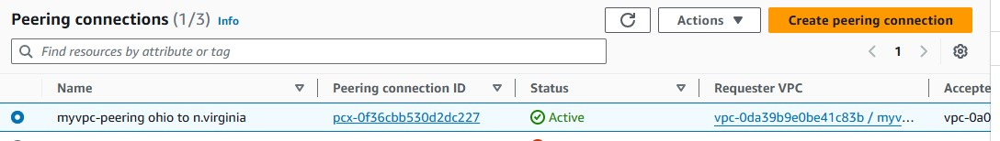 Peering connections (1/3) Info
Actions
Create peering connection
Find resources by attribute or tag
1
Name Peering connection ID Status Requester VPC Accepte
myvpc-peering ohio to n.virginia pcx-0f36cbb530d2dc227 Active vpc-0da39b9e0be41c83b / myv... vpc-0a0